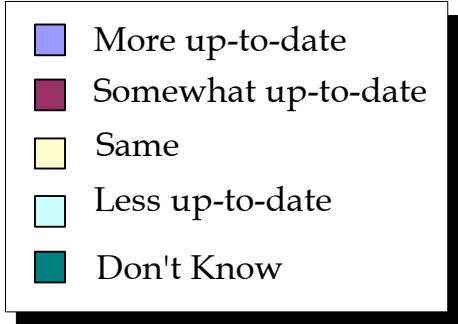 More up-to-date
Somewhat up-to-date
Same
Less up-to-date
Don't Know